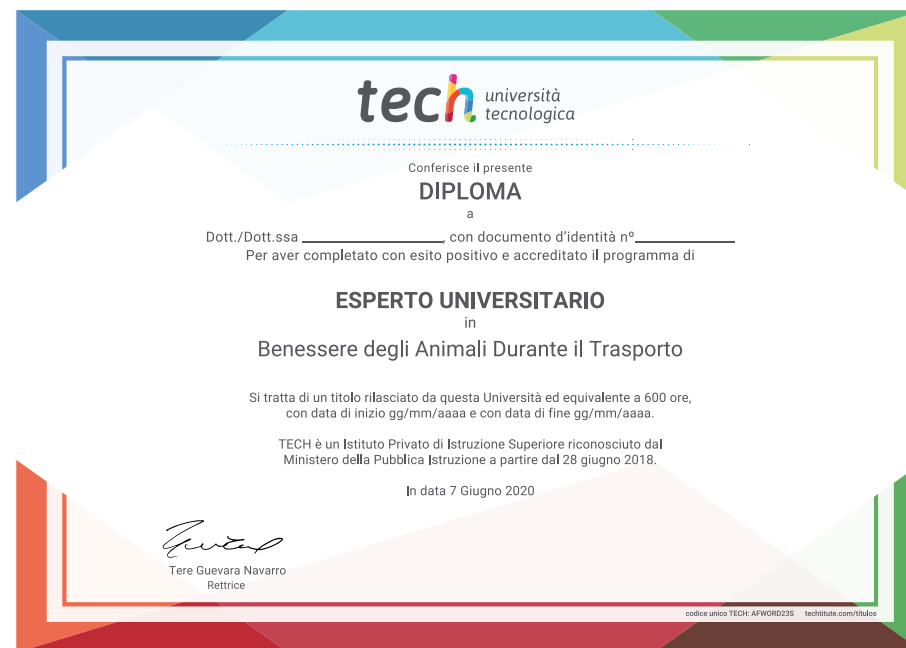 tech università
tecnologica
Conferisce il presente
DIPLOMA
a
Dott./Dott.ssa ____________, con documento d'identità nº_________
Per aver completato con esito positivo e accreditato il programma di
ESPERTO UNIVERSITARIO
in
Benessere degli Animali Durante il Trasporto
Si tratta di un titolo rilasciato da questa Università ed equivalente a 600 ore,
con data di inizio gg/mm/aaaa e con data di fine gg/mm/aaaa.
TECH è un Istituto Privato di Istruzione Superiore riconosciuto dal
Ministero della Pubblica Istruzione a partire dal 28 giugno 2018.
In data 7 Giugno 2020
Tere Guevara Navarro
Rettrice
codice unico TECH: AFWORD23S techtitute.com/títulos